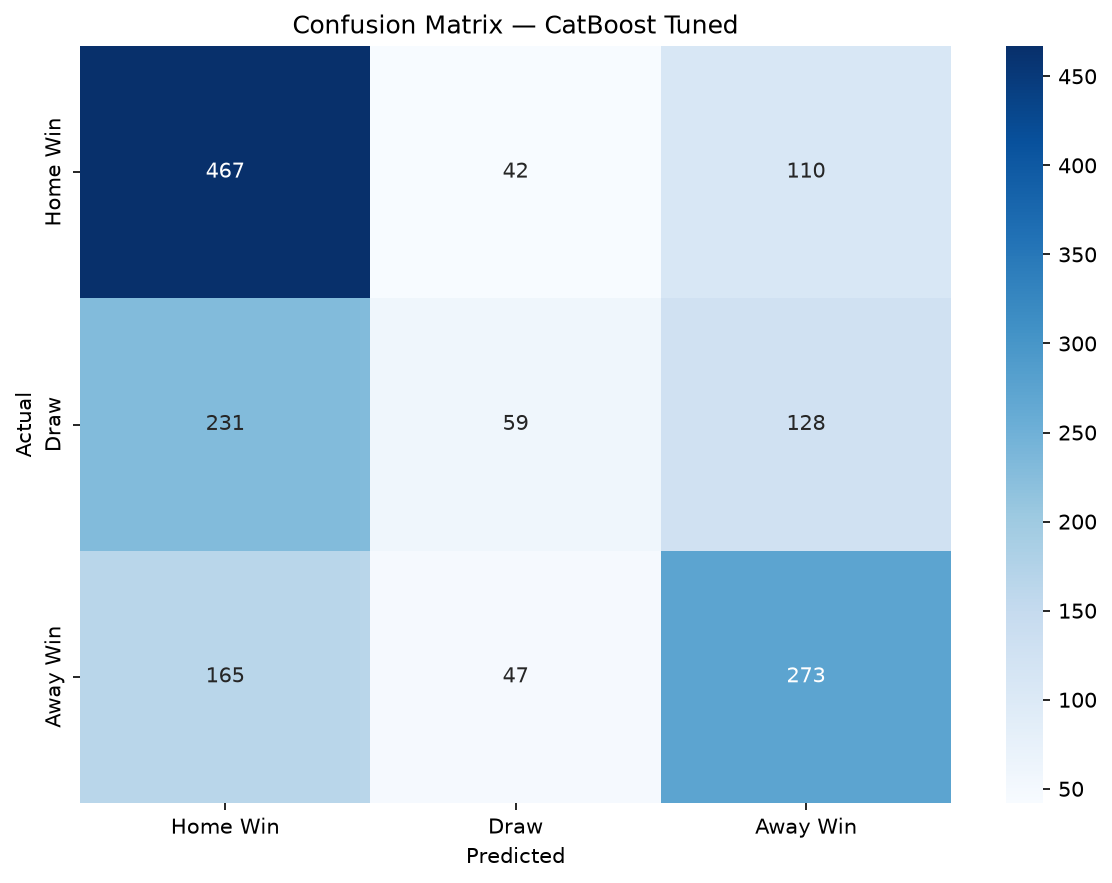 Confusion Matrix — CatBoost Tuned
Actual
Home Win
467
42
110
Draw
231
59
128
Away Win
165
47
273
Home Win
Draw
Away Win
Predicted
450
400
350
300
250
200
150
100
50